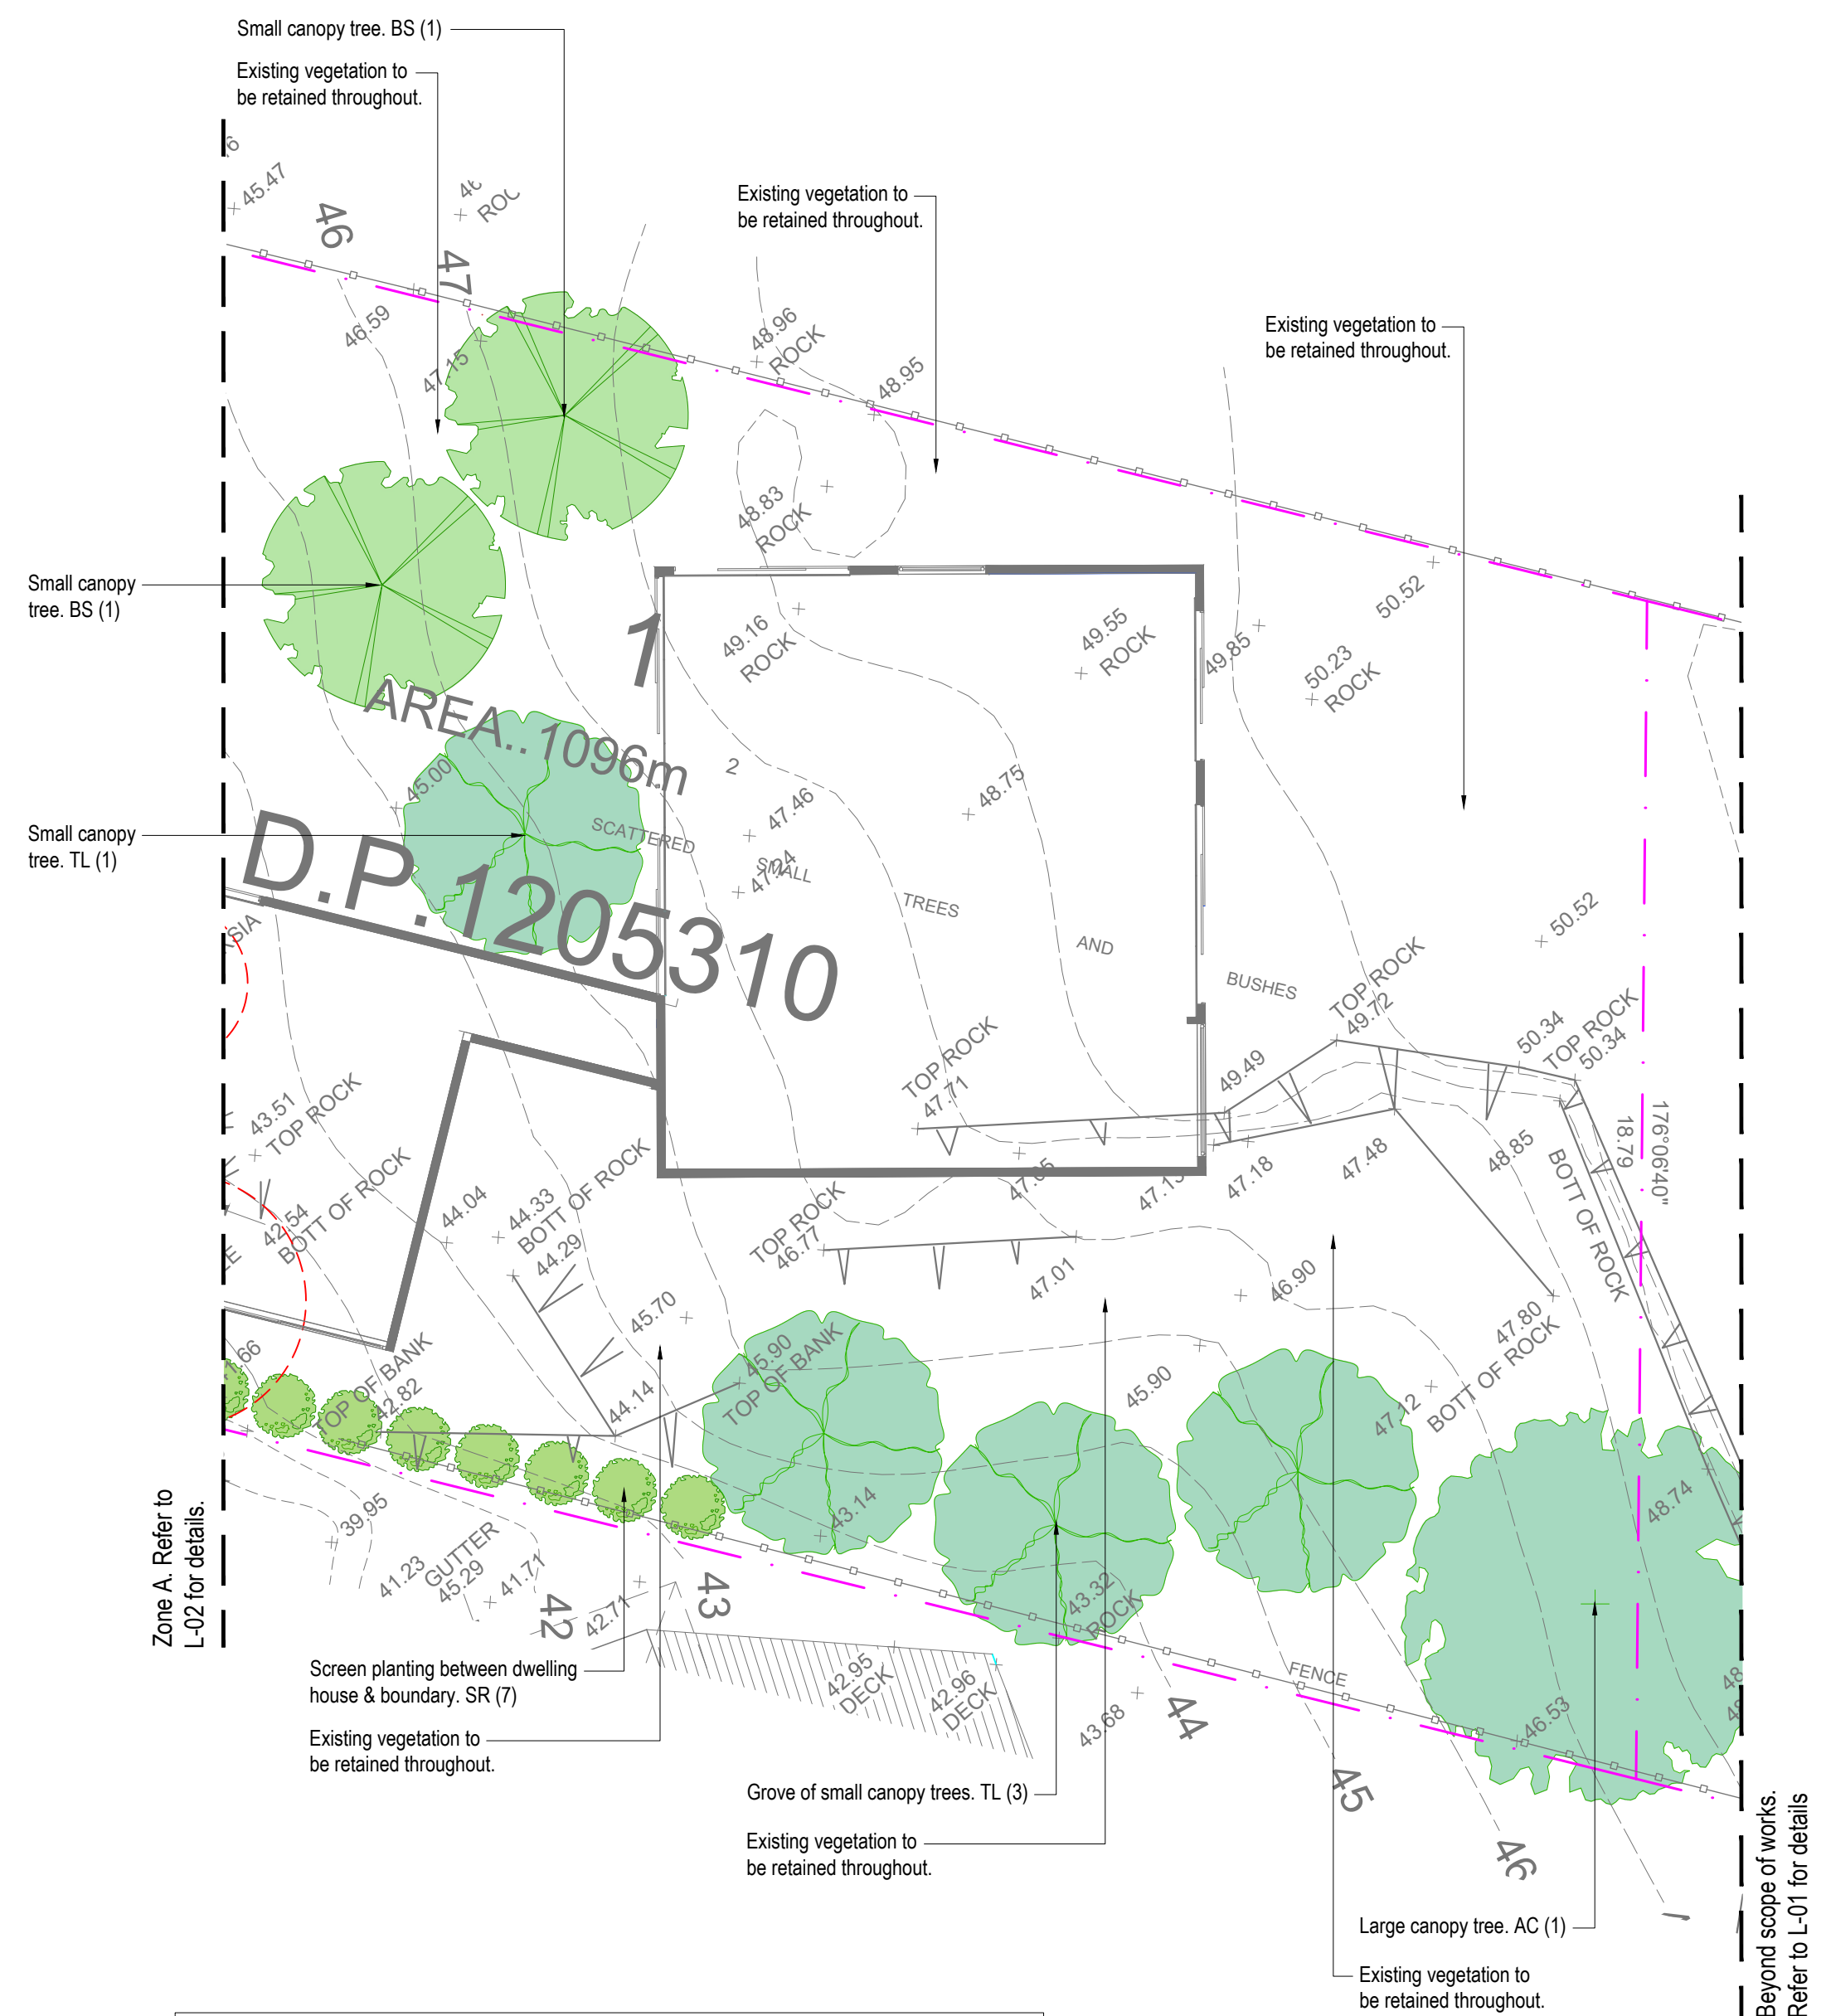 Small canopy tree. BS (1)
Existing vegetation to
be retained throughout.
Existing vegetation to
be retained throughout.
Existing vegetation to
be retained throughout.
45.47
46
47
ROC
46.59
47.15
48.96
ROCK
48.95
48.83
ROCK
Small canopy
tree. BS (1)
1
49.16
ROCK
49.55
ROCK
49.85
50.52
50.23
ROCK
AREA..1096m
2
45.00
47.46
48.75
Small canopy
tree. TL (1)
SCATTERED
SMALL
47.24
TREES
AND
BUSHES
50.52
D.P.1205310
TOP ROCK
49.72
TOP ROCK
47.71
49.49
50.34
TOP ROCK
50.34
43.51
TOP ROCK
42.54
BOTT OF ROCK
44.04
44.33
BOTT OF ROCK
44.29
TOP ROCK
46.77
47.05
47.13
47.18
47.48
48.85
BOTT OF ROCK
18.79
176°06'40"
47.01
46.90
45.70
47.80
BOTT OF ROCK
TOP OF BANK
42.82
44.14
45.90
TOP OF BANK
45.90
47.12
43.14
48.74
39.95
41.23
GUTTER
45.29
41.71
42
42.71
43
43.32
ROCK
Zone A. Refer to
L-02 for details.
Screen planting between dwelling
house & boundary. SR (7)
Existing vegetation to
be retained throughout.
42.95
DECK
42.96
DECK
43.68
44
FENCE
46.53
45
46
Grove of small canopy trees. TL (3)
Existing vegetation to
be retained throughout.
Large canopy tree. AC (1)
Existing vegetation to
be retained throughout.
Beyond scope of works.
Refer to L-01 for details